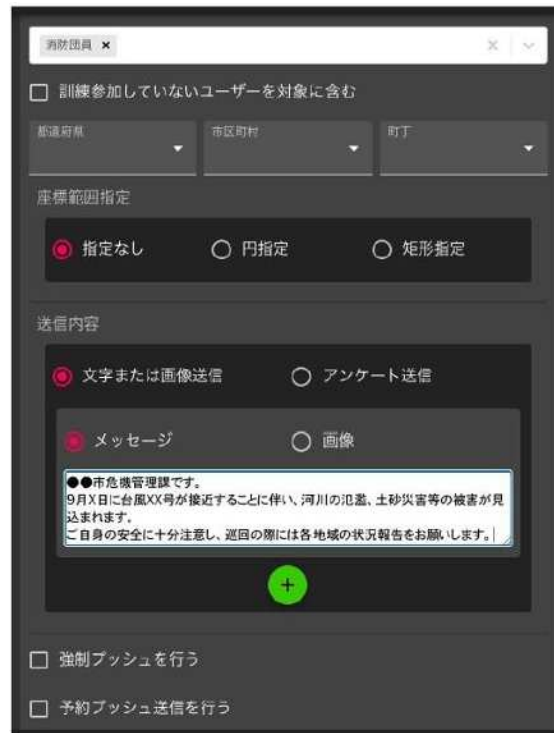 消防団員 ×
訓練参加していないユーザーを対象に含む
都道府県 市区町村 町丁
座標範囲指定
指定なし 円指定 矩形指定
送信内容
文字または画像送信 アンケート送信
メッセージ 画像
●●市危機管理課です。
9月X日に台風XX号が接近することに伴い、河川の氾濫、土砂災害等の被害が見
込まれます。
ご自身の安全に十分注意し、巡回の際には各地域の状況報告をお願いします。
+
強制プッシュを行う
予約プッシュ送信を行う